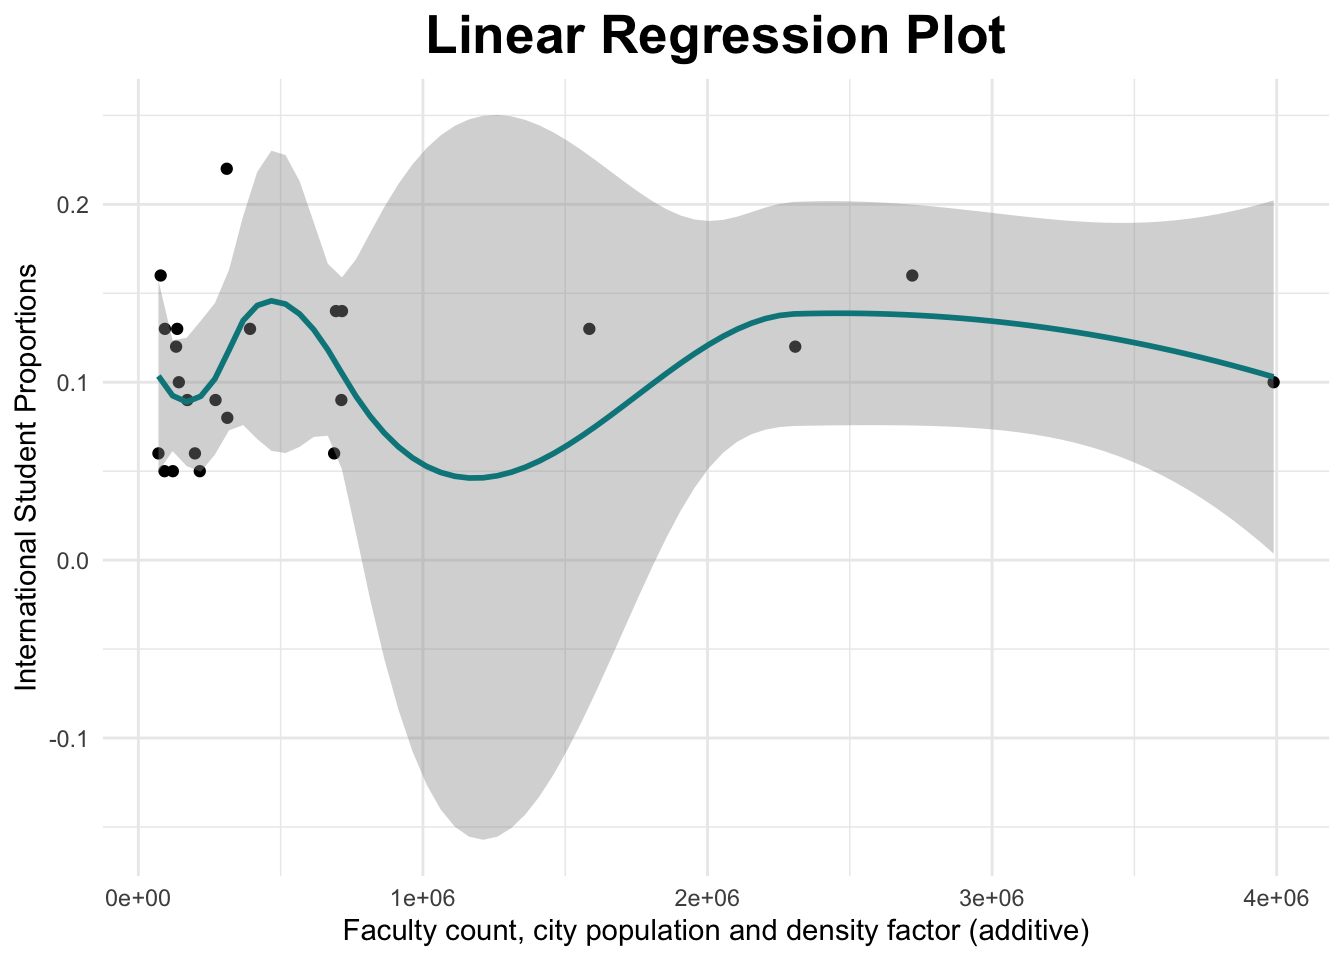 Linear Regression Plot
International Student Proportions
0.2
0.1
0.0
-0.1
0e+00 1e+06 2e+06 3e+06 4e+06
Faculty count, city population and density factor (additive)